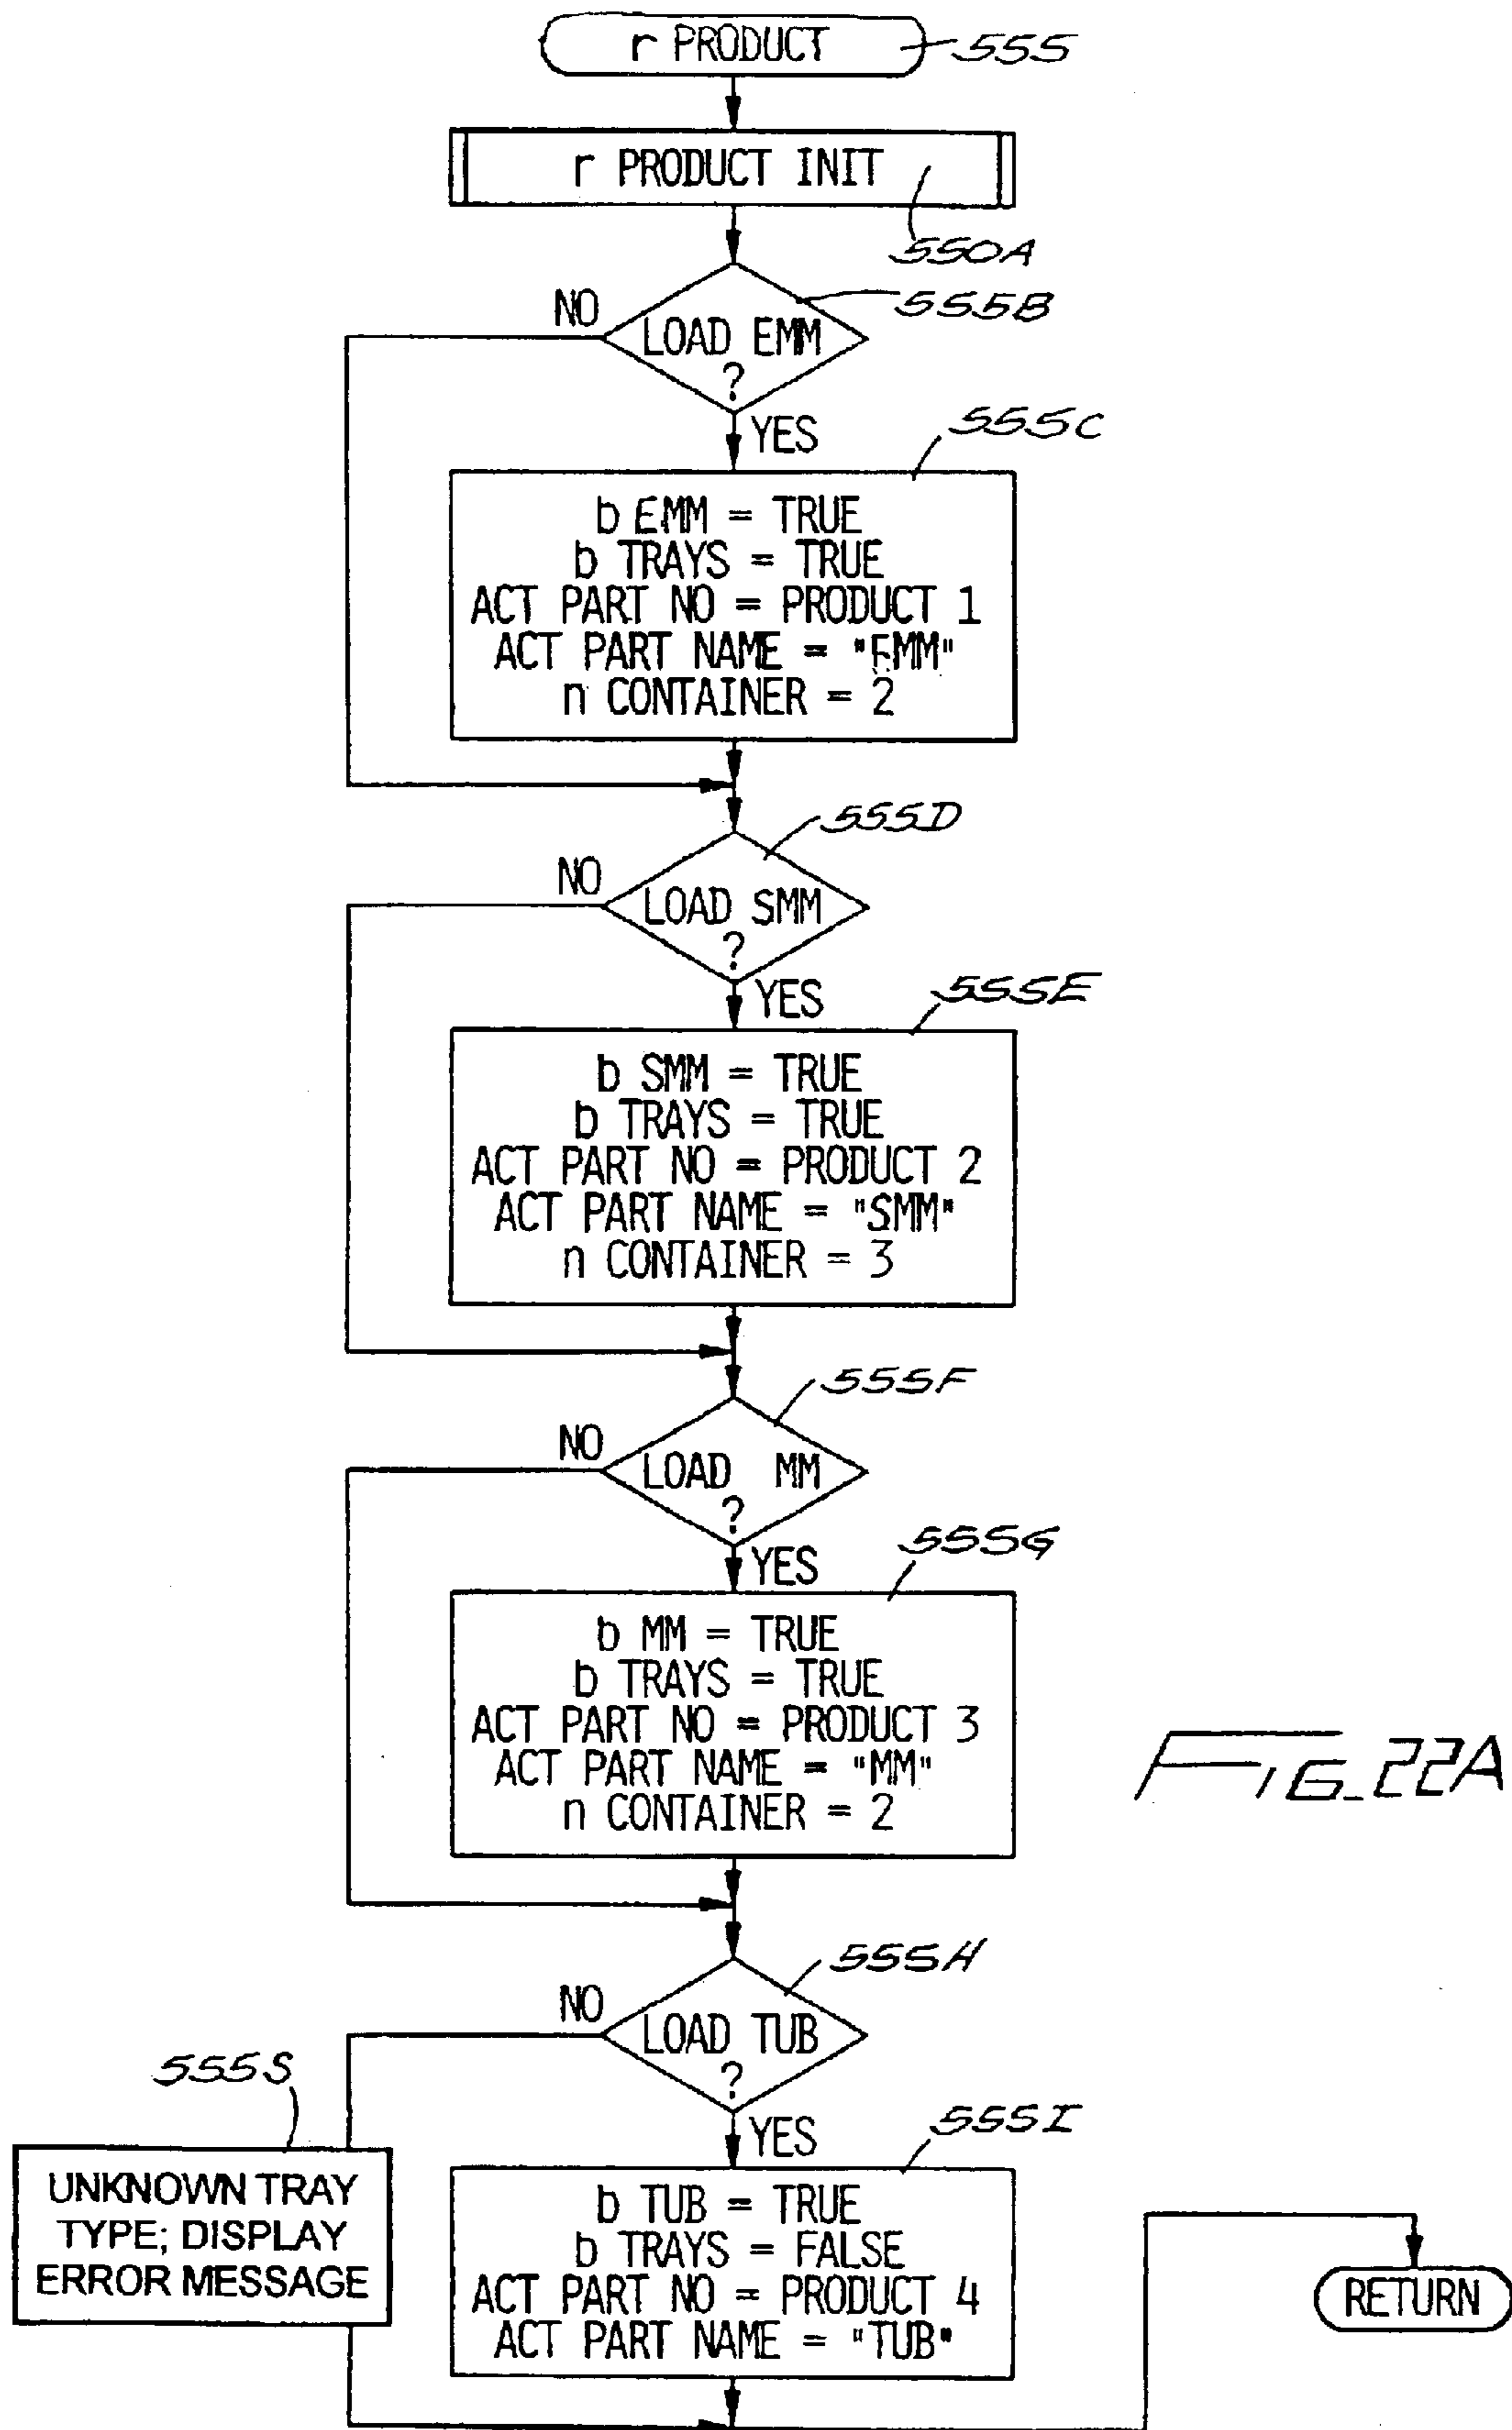 r PRODUCT
555
r PRODUCT INIT
550A
555B
NO
LOAD EMM
?
YES
555C
b EMM = TRUE
b TRAYS = TRUE
ACT PART NO = PRODUCT 1
ACT PART NAME = "EMM"
n CONTAINER = 2
555D
NO
LOAD SMM
?
YES
555E
b SMM = TRUE
b TRAYS = TRUE
ACT PART NO = PRODUCT 2
ACT PART NAME = "SMM"
n CONTAINER = 3
555F
NO
LOAD MM
?
YES
555G
b MM = TRUE
b TRAYS = TRUE
ACT PART NO = PRODUCT 3
ACT PART NAME = "MM"
n CONTAINER = 2
FIG_22A
555H
NO
LOAD TUB
?
YES
555S
UNKNOWN TRAY
TYPE; DISPLAY
ERROR MESSAGE
555I
b TUB = TRUE
b TRAYS = FALSE
ACT PART NO = PRODUCT 4
ACT PART NAME = "TUB"
RETURN